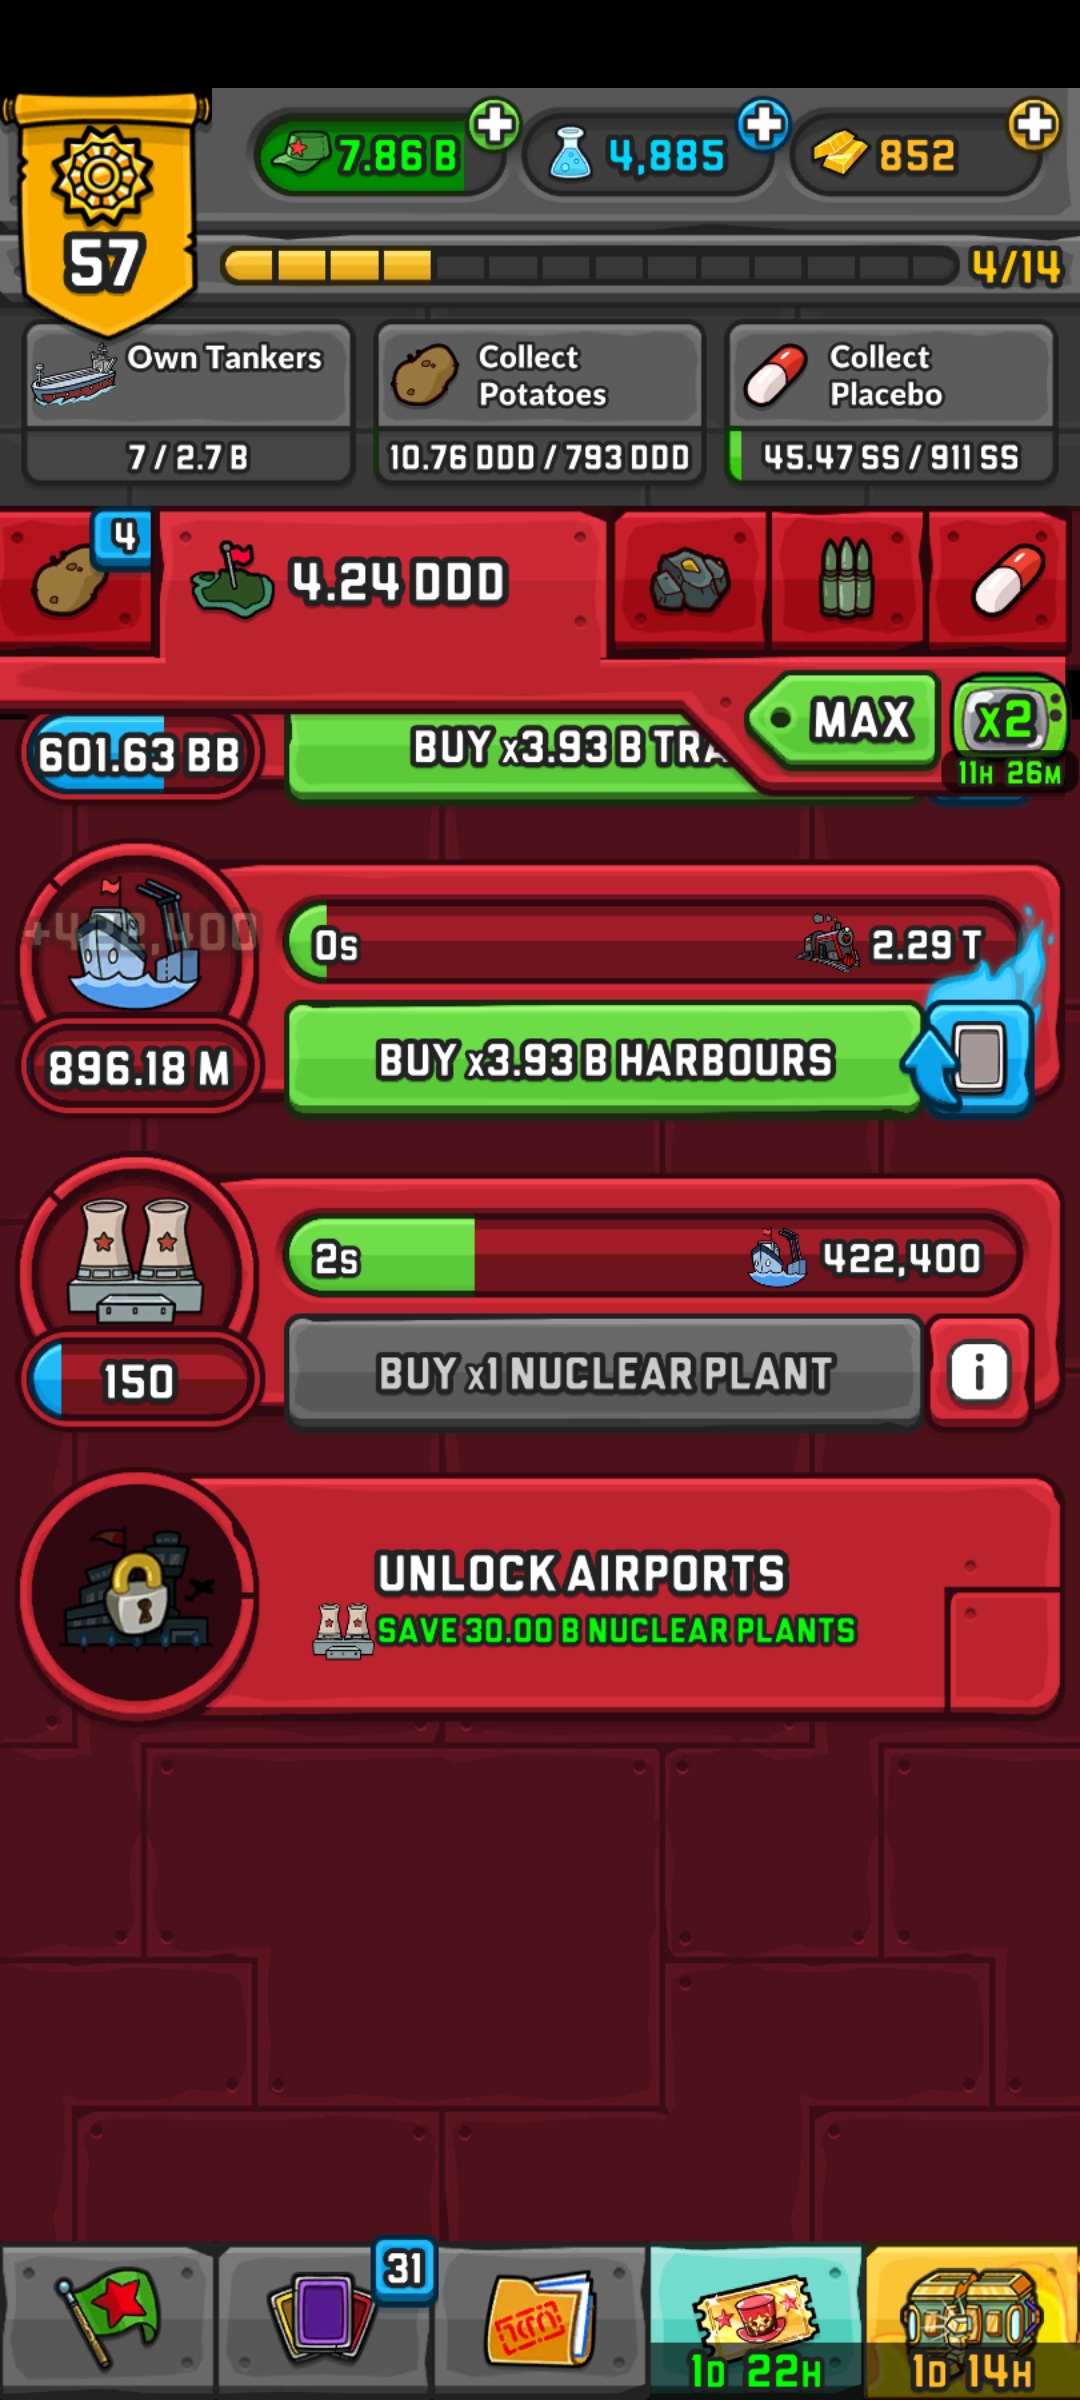 7.86 B
4,885
852
57
4/14
Own Tankers
7 / 2.7 B
Collect
Potatoes
10.76 DDD / 793 DDD
Collect
Placebo
45.47 SS / 911 SS
4
4.24 DDD
MAX
x2
11H 26M
601.63 BB
BUY x3.93 B TRA
+422,400
0s
2.29 T
896.18 M
BUY x3.93 B HARBOURS
2s
422,400
150
BUY x1 NUCLEAR PLANT
i
UNLOCK AIRPORTS
SAVE 30.00 B NUCLEAR PLANTS
31
1D 22H
1D 14H